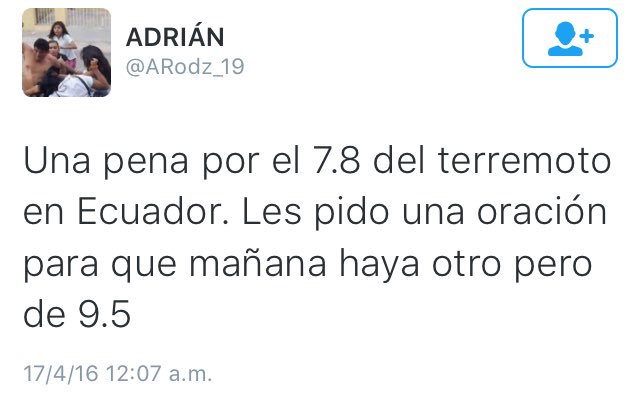 ADRIÁN
@ARodz_19
Una pena por el 7.8 del terremoto
en Ecuador. Les pido una oración
para que mañana haya otro pero
de 9.5
17/4/16 12:07 a.m.